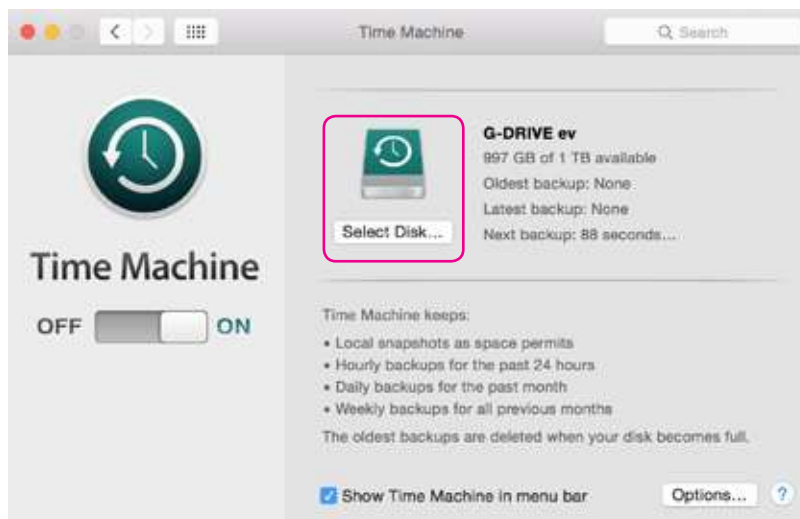 Time Machine
Search
Time Machine
OFF
ON
Select Disk...
G-DRIVE ev
997 GB of 1 TB available
Oldest backup: None
Latest backup: None
Next backup: 88 seconds...
Time Machine keeps:
• Local snapshots as space permits
• Hourly backups for the past 24 hours
• Daily backups for the past month
• Weekly backups for all previous months
The oldest backups are deleted when your disk becomes full.
Show Time Machine in menu bar
Options...
?